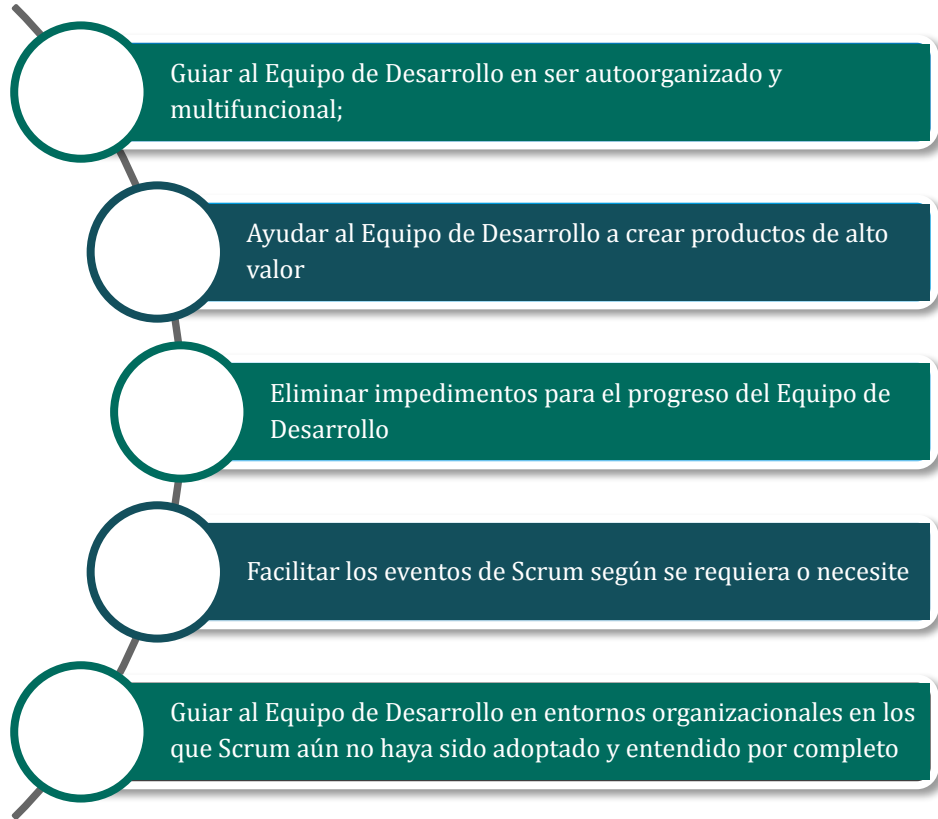 Guiar al Equipo de Desarrollo en ser autoorganizado y
multifuncional;
Ayudar al Equipo de Desarrollo a crear productos de alto
valor
Eliminar impedimentos para el progreso del Equipo de
Desarrollo
Facilitar los eventos de Scrum según se requiera o necesite
Guiar al Equipo de Desarrollo en entornos organizacionales en los
que Scrum aún no haya sido adoptado y entendido por completo